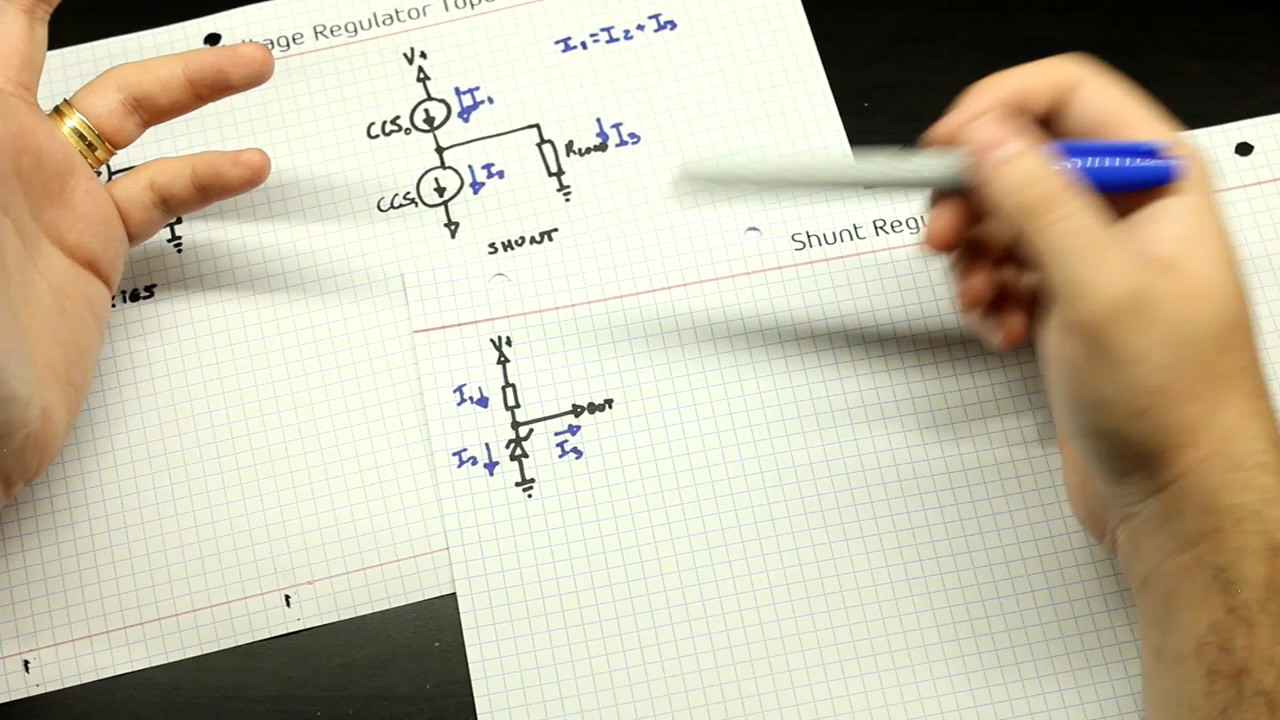 ltage Regulator Topo
I₁=I₂+I₃
V+
CCS₀
I₁
RLOAD
I₃
CCS₁
I₂
SHUNT
RIES
Shunt Regu
V+
I₁
OUT
I₂
I₃